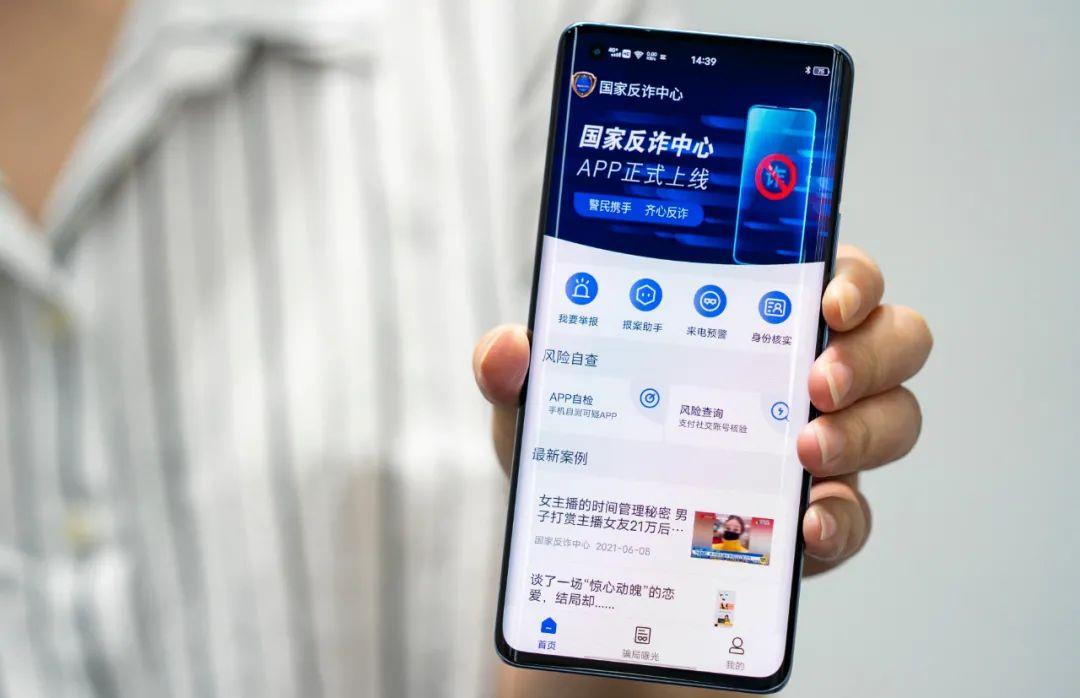 14:39
75
国家反诈中心
国家反诈中心
APP正式上线
诈
警民携手 齐心反诈
我要举报 报案助手 来电预警 身份核实
风险自查
APP自检
手机自测可疑APP
风险查询
支付社交账号核验
最新案例
女主播的时间管理秘密 男
子打赏主播女友21万后…
国家反诈中心 2021-06-08
谈了一场“惊心动魄”的恋
爱，结局却……
首页 骗局曝光 我的